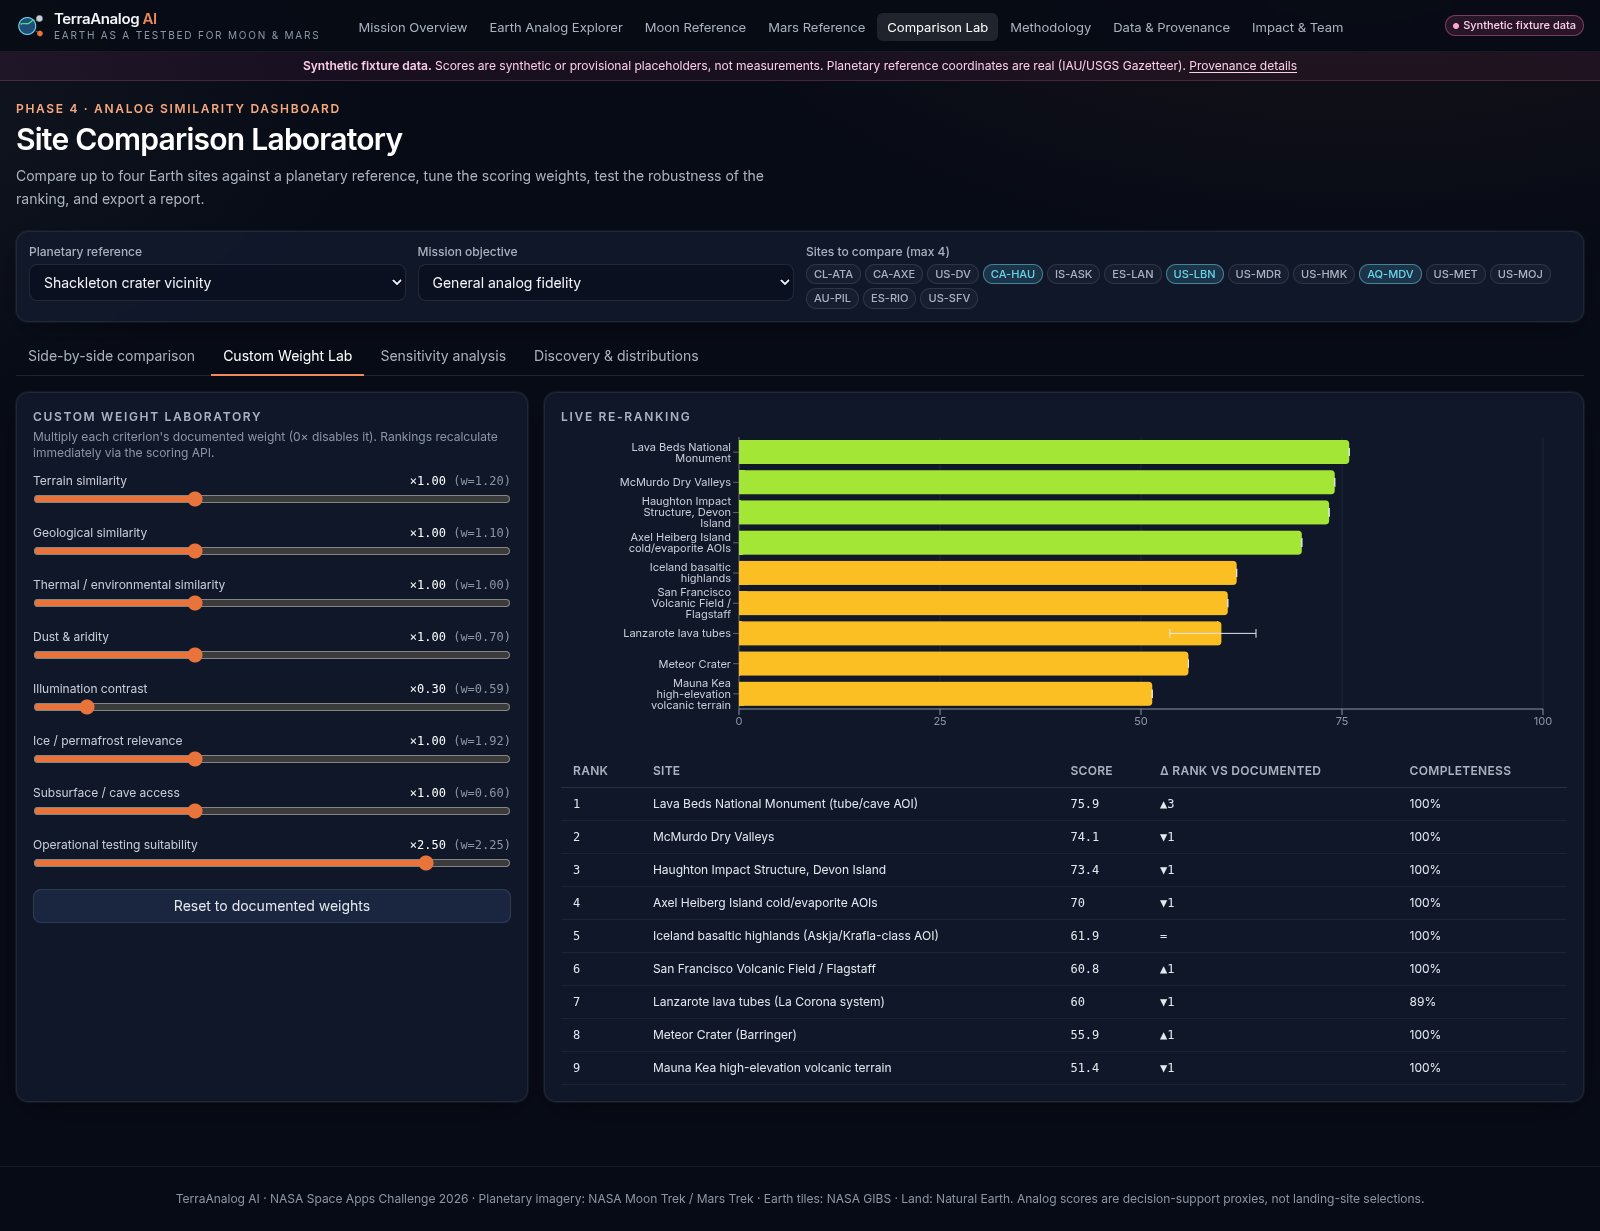 TerraAnalog AI
EARTH AS A TESTBED FOR MOON & MARS
Mission Overview
Earth Analog Explorer
Moon Reference
Mars Reference
Comparison Lab
Methodology
Data & Provenance
Impact & Team
Synthetic fixture data
Synthetic fixture data. Scores are synthetic or provisional placeholders, not measurements. Planetary reference coordinates are real (IAU/USGS Gazetteer). Provenance details
PHASE 4 · ANALOG SIMILARITY DASHBOARD
Site Comparison Laboratory
Compare up to four Earth sites against a planetary reference, tune the scoring weights, test the robustness of the
ranking, and export a report.
Planetary reference
Shackleton crater vicinity
Mission objective
General analog fidelity
Sites to compare (max 4)
CL-ATA CA-AXE US-DV CA-HAU IS-ASK ES-LAN US-LBN US-MDR US-HMK AQ-MDV US-MET US-MOJ
AU-PIL ES-RIO US-SFV
Side-by-side comparison
Custom Weight Lab
Sensitivity analysis
Discovery & distributions
CUSTOM WEIGHT LABORATORY
Multiply each criterion's documented weight (0× disables it). Rankings recalculate
immediately via the scoring API.
Terrain similarity ×1.00 (w=1.20)
Geological similarity ×1.00 (w=1.10)
Thermal / environmental similarity ×1.00 (w=1.00)
Dust & aridity ×1.00 (w=0.70)
Illumination contrast ×0.30 (w=0.59)
Ice / permafrost relevance ×1.00 (w=1.92)
Subsurface / cave access ×1.00 (w=0.60)
Operational testing suitability ×2.50 (w=2.25)
Reset to documented weights
LIVE RE-RANKING
Lava Beds National
Monument
McMurdo Dry Valleys
Haughton Impact
Structure, Devon
Island
Axel Heiberg Island
cold/evaporite AOIs
Iceland basaltic
highlands
San Francisco
Volcanic Field /
Flagstaff
Lanzarote lava tubes
Meteor Crater
Mauna Kea
high-elevation
volcanic terrain
0 25 50 75 100
RANK SITE SCORE Δ RANK VS DOCUMENTED COMPLETENESS
1 Lava Beds National Monument (tube/cave AOI) 75.9 ▲3 100%
2 McMurdo Dry Valleys 74.1 ▼1 100%
3 Haughton Impact Structure, Devon Island 73.4 ▼1 100%
4 Axel Heiberg Island cold/evaporite AOIs 70 ▼1 100%
5 Iceland basaltic highlands (Askja/Krafla-class AOI) 61.9 = 100%
6 San Francisco Volcanic Field / Flagstaff 60.8 ▲1 100%
7 Lanzarote lava tubes (La Corona system) 60 ▼1 89%
8 Meteor Crater (Barringer) 55.9 ▲1 100%
9 Mauna Kea high-elevation volcanic terrain 51.4 ▼1 100%
TerraAnalog AI · NASA Space Apps Challenge 2026 · Planetary imagery: NASA Moon Trek / Mars Trek · Earth tiles: NASA GIBS · Land: Natural Earth. Analog scores are decision-support proxies, not landing-site selections.